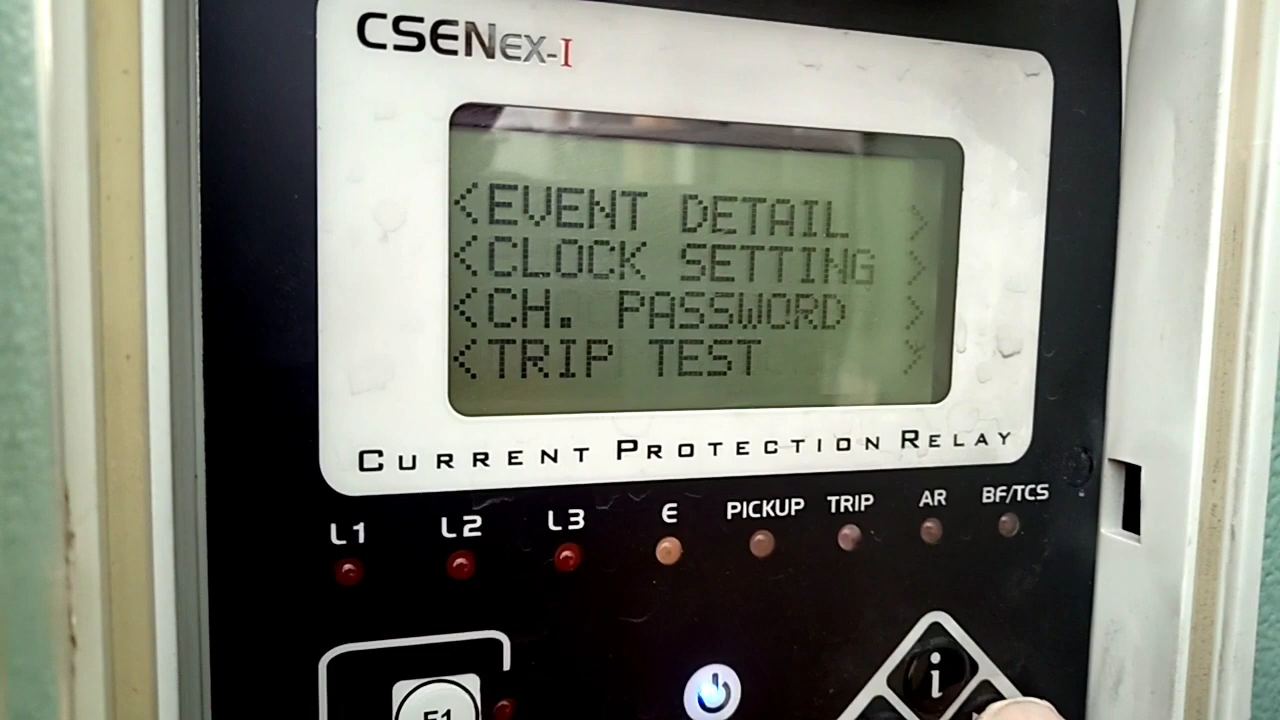 CSENEX-I
<EVENT DETAIL >
<CLOCK SETTING >
<CH. PASSWORD >
<TRIP TEST >
CURRENT PROTECTION RELAY
L1 L2 L3 E PICKUP TRIP AR BF/TCS
i
F1